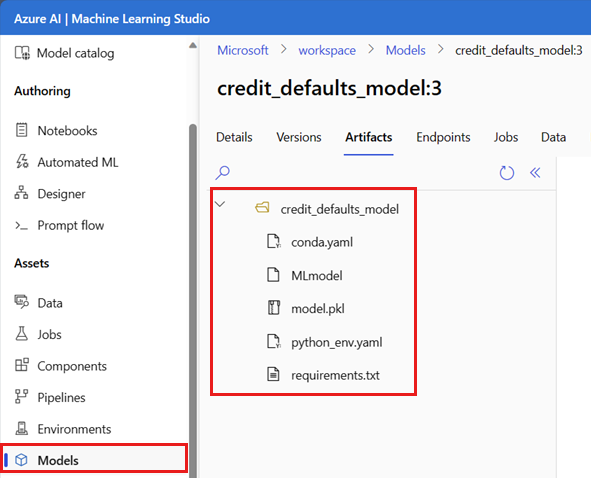 Azure AI | Machine Learning Studio
Model catalog
Authoring
Notebooks
Automated ML
Designer
Prompt flow
Assets
Data
Jobs
Components
Pipelines
Environments
Models
Microsoft > workspace > Models > credit_defaults_model:3
credit_defaults_model:3
Details Versions Artifacts Endpoints Jobs Data
credit_defaults_model
conda.yaml
MLmodel
model.pkl
python_env.yaml
requirements.txt